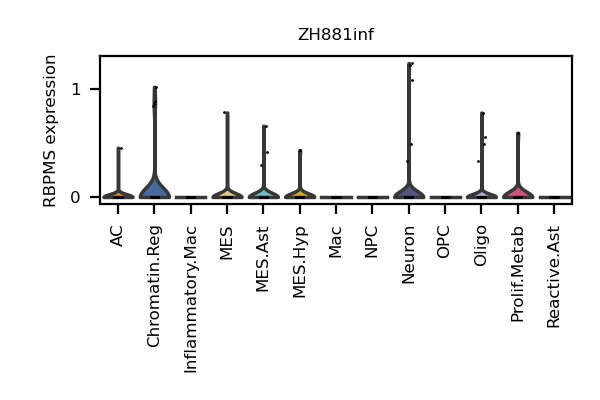 ZH881inf
RBPMS expression
1
0
AC
Chromatin.Reg
Inflammatory.Mac
MES
MES.Ast
MES.Hyp
Mac
NPC
Neuron
OPC
Oligo
Prolif.Metab
Reactive.Ast